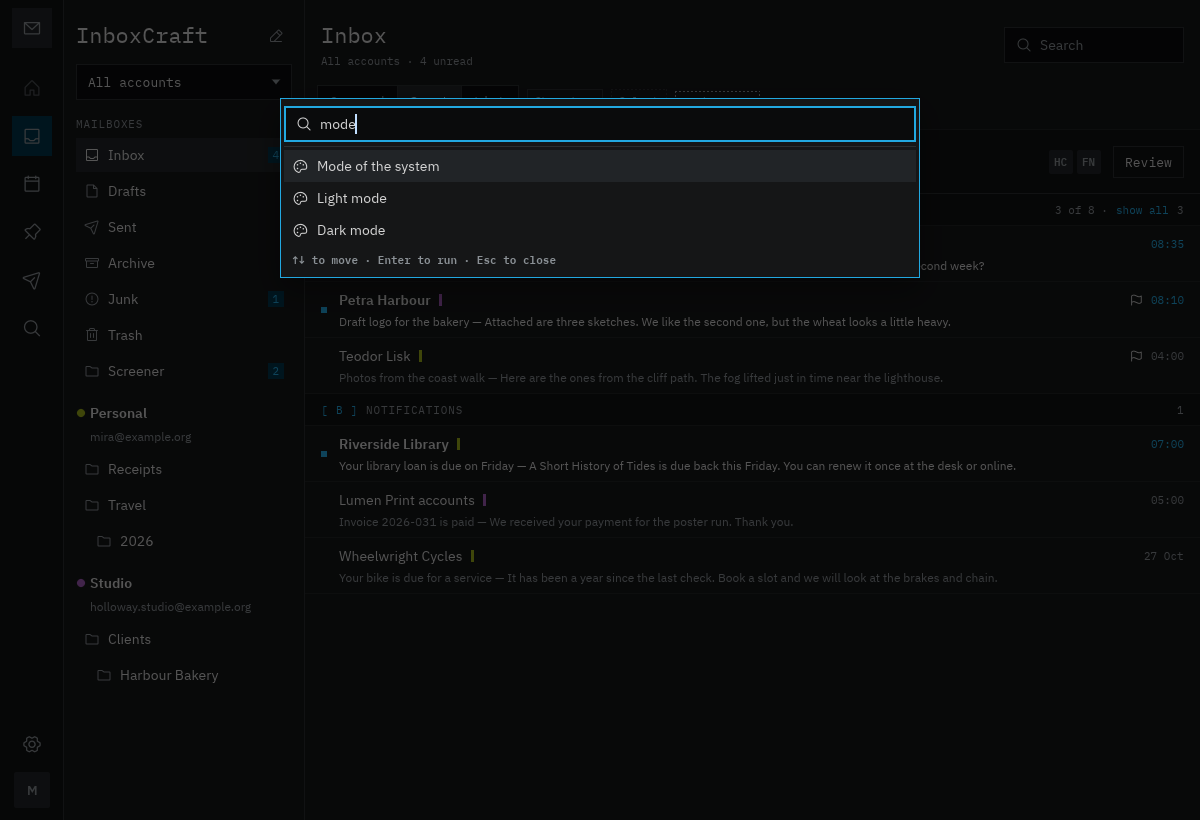 InboxCraft
All accounts
MAILBOXES
Inbox 4
Drafts
Sent
Archive
Junk 1
Trash
Screener 2
Personal
mira@example.org
Receipts
Travel
2026
Studio
holloway.studio@example.org
Clients
Harbour Bakery
M
Inbox
All accounts · 4 unread
Search
mode
Mode of the system
Light mode
Dark mode
↑↓ to move · Enter to run · Esc to close
HC FN Review
3 of 8 · show all 3
08:35
cond week?
Petra Harbour 08:10
Draft logo for the bakery — Attached are three sketches. We like the second one, but the wheat looks a little heavy.
Teodor Lisk 04:00
Photos from the coast walk — Here are the ones from the cliff path. The fog lifted just in time near the lighthouse.
[ B ] NOTIFICATIONS 1
Riverside Library 07:00
Your library loan is due on Friday — A Short History of Tides is due back this Friday. You can renew it once at the desk or online.
Lumen Print accounts 05:00
Invoice 2026-031 is paid — We received your payment for the poster run. Thank you.
Wheelwright Cycles 27 Oct
Your bike is due for a service — It has been a year since the last check. Book a slot and we will look at the brakes and chain.